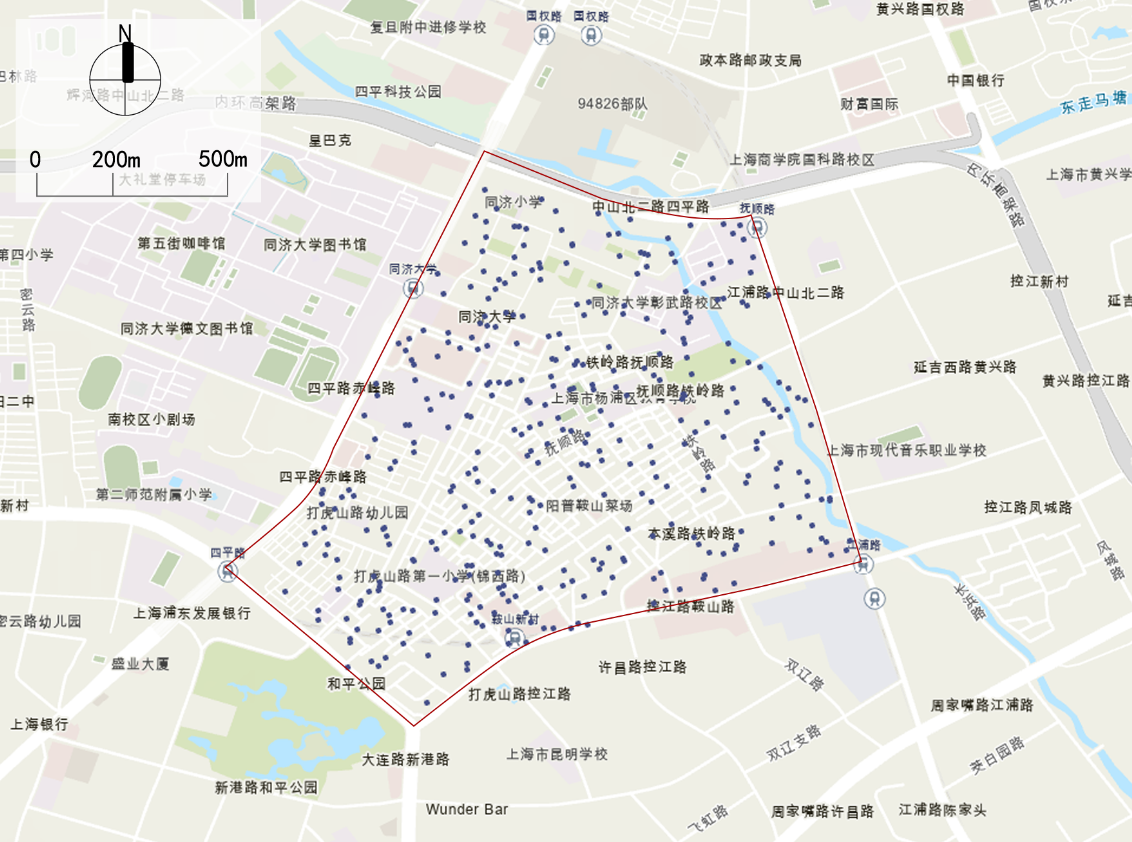 复旦附中进修学校
国权路
国权路
黄兴路国权路
N
政本路邮政支局
中国银行
四平科技公园
94826部队
财富国际
东走马塘
辉河路中山北二路
内环高架路
星巴克
0 200m 500m
大礼堂停车场
上海商学院国科路校区
同济小学
中山北二路四平路
抚顺路
第四小学
第五街咖啡馆
同济大学图书馆
同济大学
控江新村
密云路
同济大学彰武路校区
江浦路中山北二路
同济大学
同济大学德文图书馆
铁岭路抚顺路
延吉西路黄兴路
四平路赤峰路
抚顺路铁岭路
黄兴路控江路
南校区小剧场
抚顺路
铁岭路
上海市现代音乐职业学校
四平路赤峰路
第二师范附属小学
新村
打虎山路幼儿园
阳普鞍山菜场
控江路凤城路
本溪路铁岭路
江浦路
凤城路
四平路
打虎山路第一小学(锦西路)
上海浦东发展银行
控江路鞍山路
长浜路
密云路幼儿园
鞍山新村
盛业大厦
许昌路控江路
双辽路
和平公园
打虎山路控江路
周家嘴路江浦路
上海银行
双辽支路
茭白园路
大连路新港路
上海市昆明学校
新港路和平公园
Wunder Bar
飞虹路
周家嘴路许昌路
江浦路陈家头